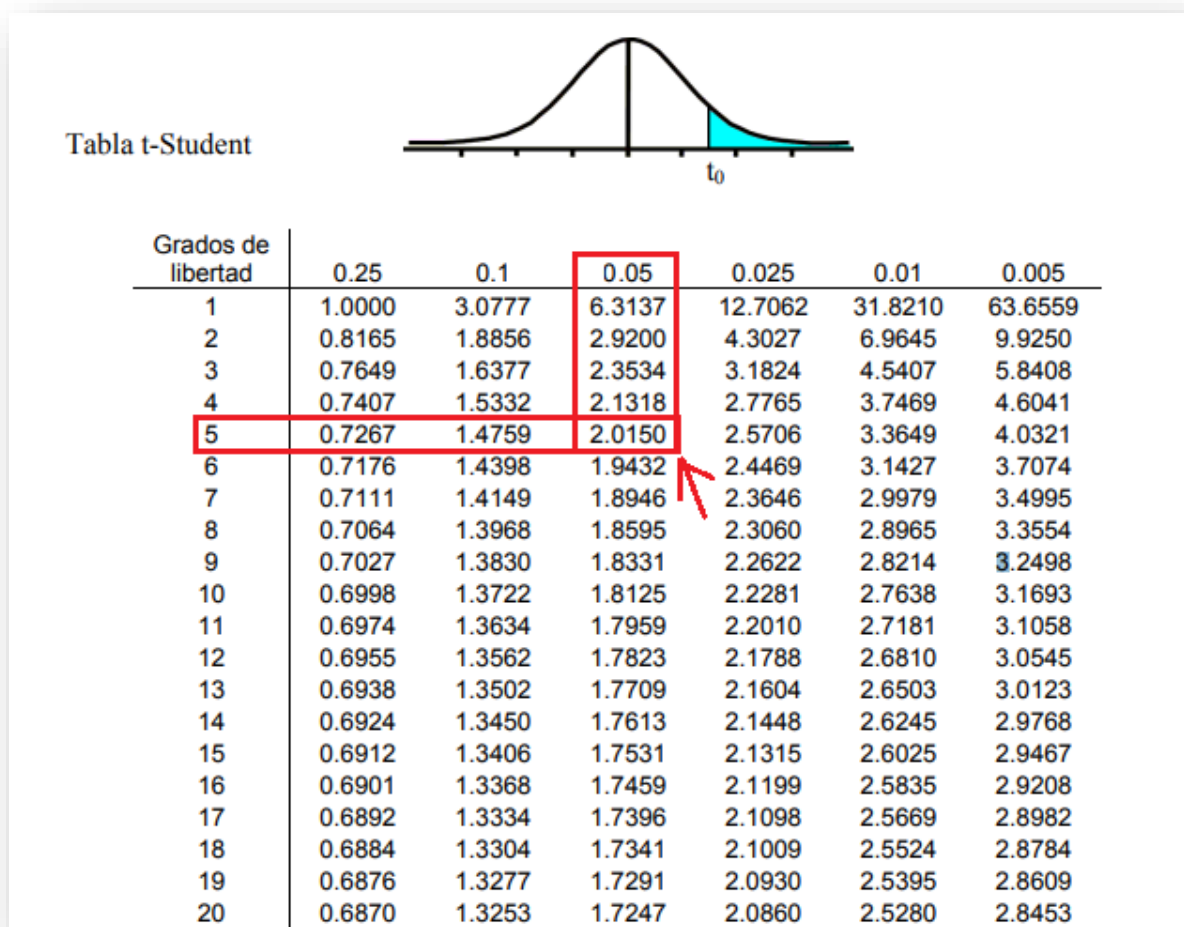 Tabla t-Student
t0
Grados de
libertad 0.25 0.1 0.05 0.025 0.01 0.005
1 1.0000 3.0777 6.3137 12.7062 31.8210 63.6559
2 0.8165 1.8856 2.9200 4.3027 6.9645 9.9250
3 0.7649 1.6377 2.3534 3.1824 4.5407 5.8408
4 0.7407 1.5332 2.1318 2.7765 3.7469 4.6041
5 0.7267 1.4759 2.0150 2.5706 3.3649 4.0321
6 0.7176 1.4398 1.9432 2.4469 3.1427 3.7074
7 0.7111 1.4149 1.8946 2.3646 2.9979 3.4995
8 0.7064 1.3968 1.8595 2.3060 2.8965 3.3554
9 0.7027 1.3830 1.8331 2.2622 2.8214 3.2498
10 0.6998 1.3722 1.8125 2.2281 2.7638 3.1693
11 0.6974 1.3634 1.7959 2.2010 2.7181 3.1058
12 0.6955 1.3562 1.7823 2.1788 2.6810 3.0545
13 0.6938 1.3502 1.7709 2.1604 2.6503 3.0123
14 0.6924 1.3450 1.7613 2.1448 2.6245 2.9768
15 0.6912 1.3406 1.7531 2.1315 2.6025 2.9467
16 0.6901 1.3368 1.7459 2.1199 2.5835 2.9208
17 0.6892 1.3334 1.7396 2.1098 2.5669 2.8982
18 0.6884 1.3304 1.7341 2.1009 2.5524 2.8784
19 0.6876 1.3277 1.7291 2.0930 2.5395 2.8609
20 0.6870 1.3253 1.7247 2.0860 2.5280 2.8453